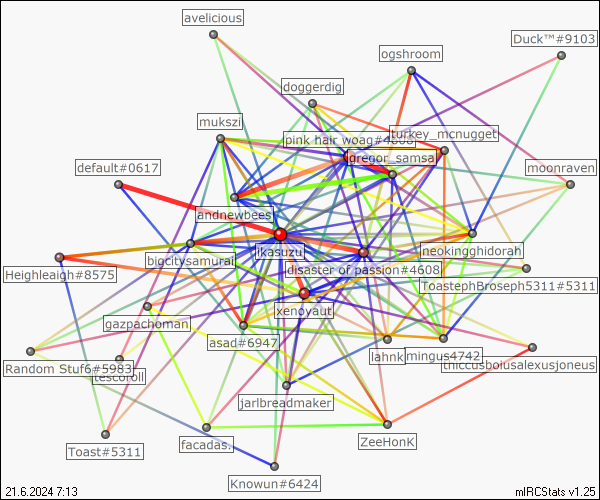 avelicious
Duck™#9103
ogshroom
doggerdig
mukszi
turkey_mcnugget
pink hair woag#4808
gregor_samsa
default#0617
moonraven
andnewbees
ikasuzu
neokingghidorah
bigcitysamurai
Heighleaigh#8575
disaster of passion#4608
ToastephBroseph5311#5311
xenoyaut
gazpachoman
asad#6947
lahnk
mingus4742
thiccusboiusalexusjoneus
Random Stuf6#5983
tescoroll
jarlbreadmaker
Toast#5311
facadas.
ZeeHonK
Knowun#6424
21.6.2024 7:13
mIRCStats v1.25